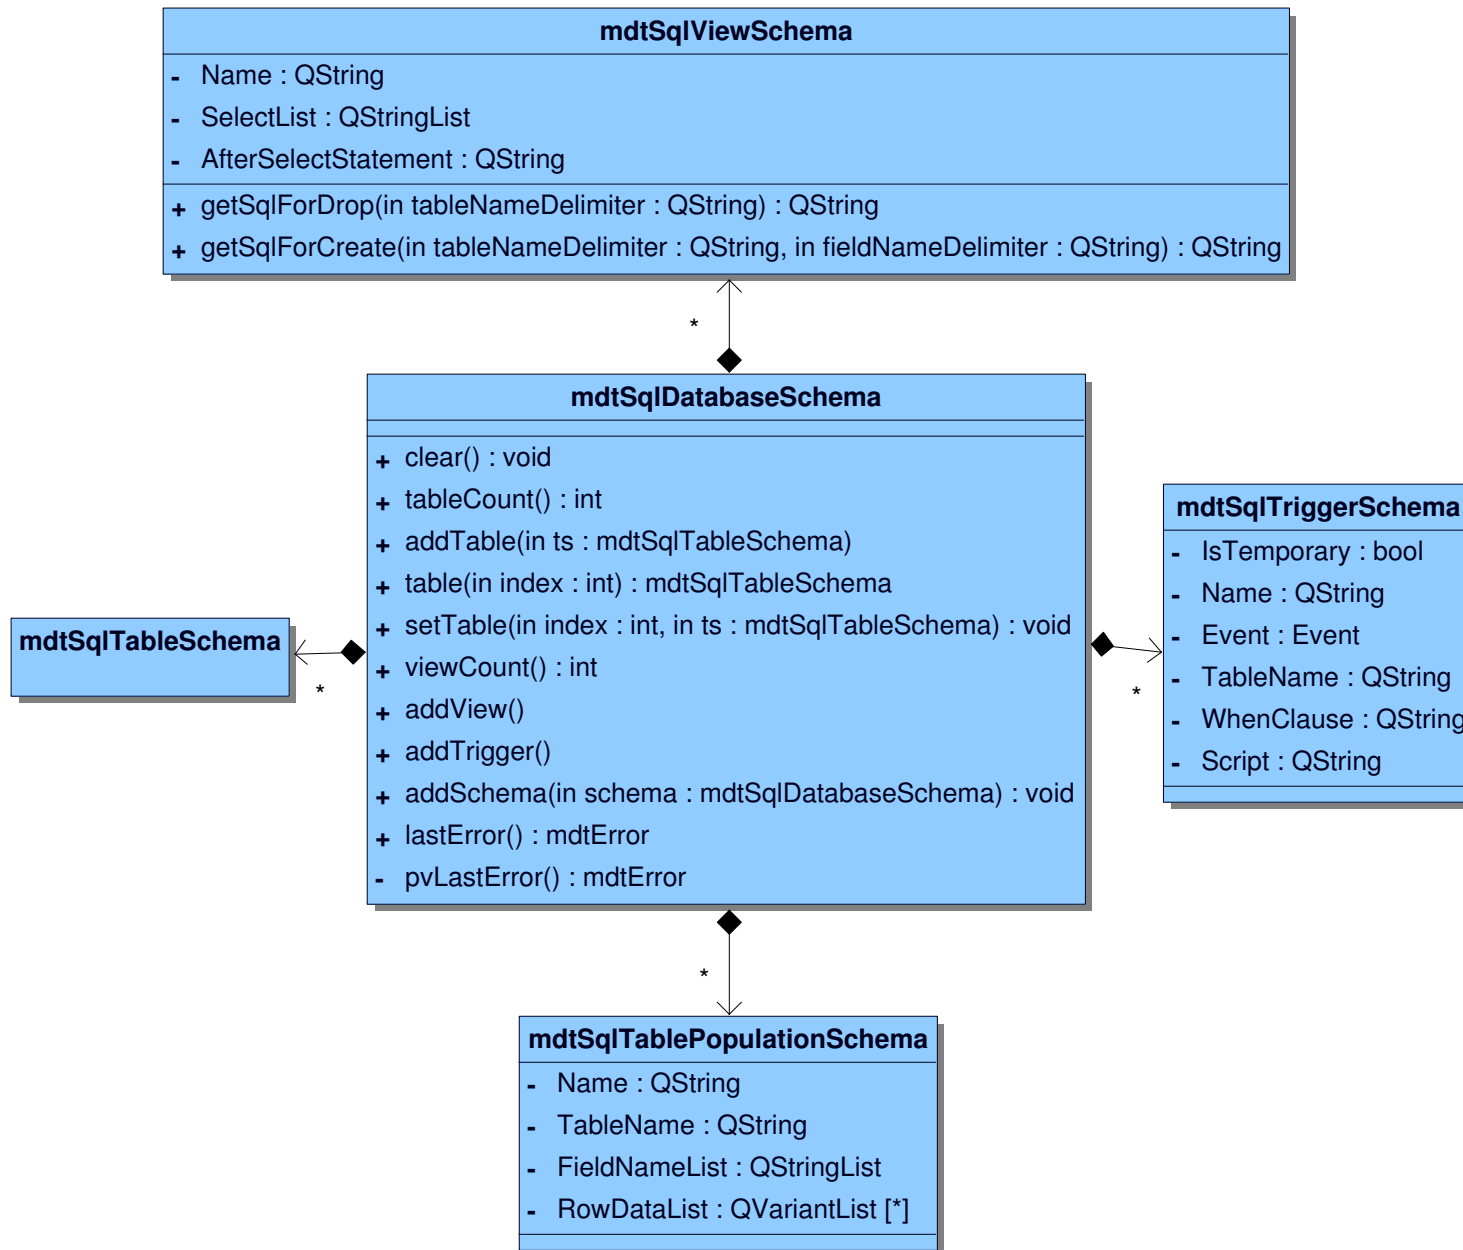 mdtSqlViewSchema
- Name : QString
- SelectList : QStringList
- AfterSelectStatement : QString
+ getSqlForDrop(in tableNameDelimiter : QString) : QString
+ getSqlForCreate(in tableNameDelimiter : QString, in fieldNameDelimiter : QString) : QString
*
mdtSqlDatabaseSchema
+ clear() : void
+ tableCount() : int
+ addTable(in ts : mdtSqlTableSchema)
+ table(in index : int) : mdtSqlTableSchema
+ setTable(in index : int, in ts : mdtSqlTableSchema) : void
+ viewCount() : int
+ addView()
+ addTrigger()
+ addSchema(in schema : mdtSqlDatabaseSchema) : void
+ lastError() : mdtError
- pvLastError() : mdtError
mdtSqlTableSchema
*
mdtSqlTriggerSchema
- IsTemporary : bool
- Name : QString
- Event : Event
- TableName : QString
- WhenClause : QString
- Script : QString
*
*
mdtSqlTablePopulationSchema
- Name : QString
- TableName : QString
- FieldNameList : QStringList
- RowDataList : QVariantList [*]